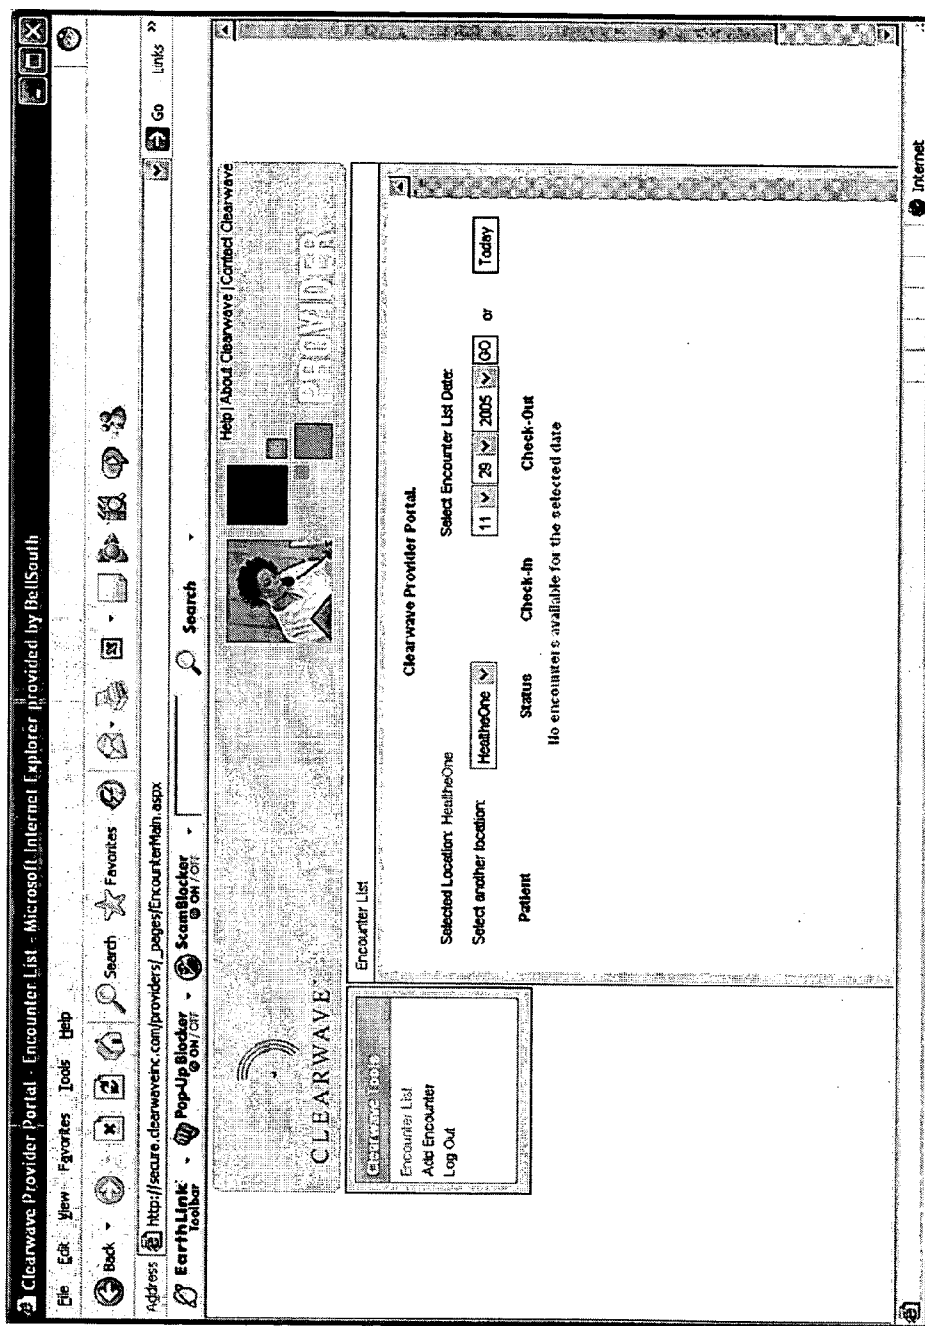 Clearwave Provider Portal - Encounter List - Microsoft Internet Explorer provided by BellSouth
File Edit View Favorites Tools Help
Back Search Favorites
Address http://secure.clearwaveinc.com/providers/_pages/EncounterMain.aspx Go Links »
EarthLink Toolbar Pop-Up Blocker ON / OFF ScamBlocker ON / OFF Search
Help | About Clearwave | Contact Clearwave
CLEARWAVE
PROVIDER
Clearwave Tools
Encounter List
Add Encounter
Log Out
Encounter List
Clearwave Provider Portal.
Selected Location: HealtheOne Select Encounter List Date:
Select another location: HealtheOne 11 29 2005 GO or Today
Patient Status Check-In Check-Out
No encounters available for the selected date
Internet